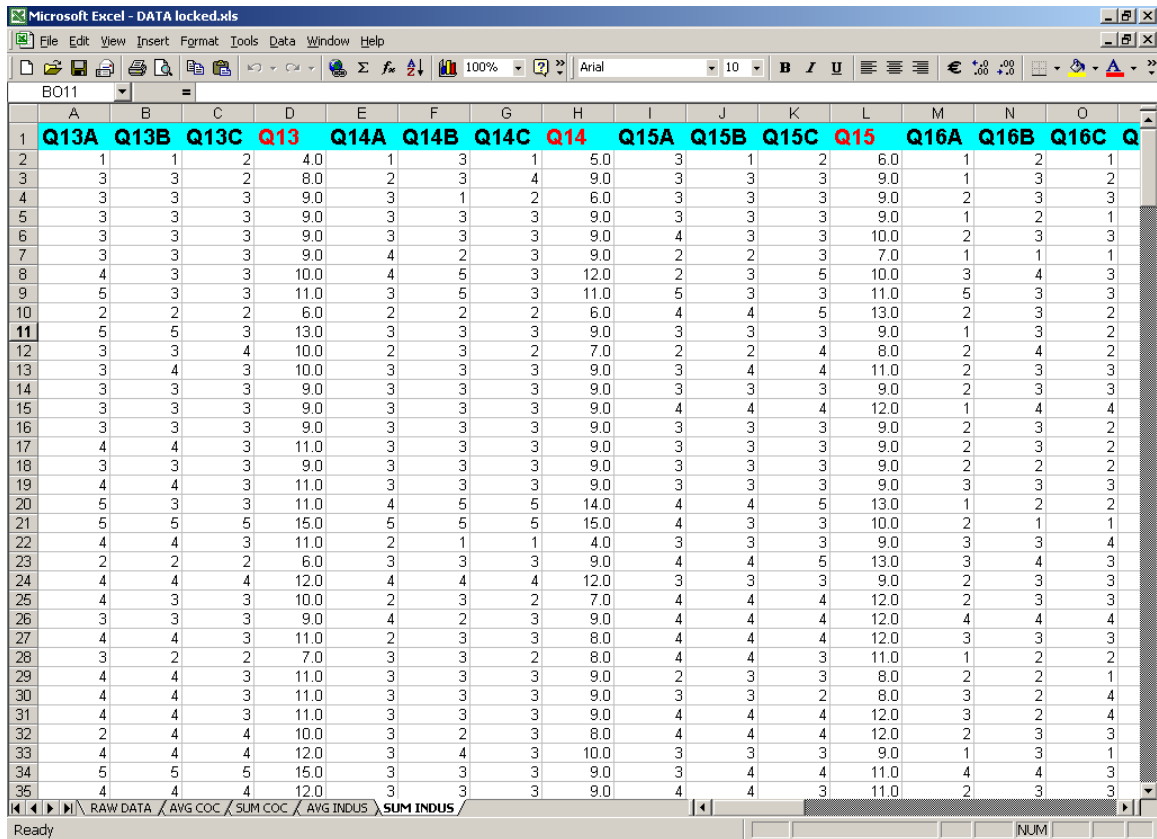 Microsoft Excel - DATA locked.xls
File Edit View Insert Format Tools Data Window Help
100% Arial 10 B I U
BO11 =
A B C D E F G H I J K L M N O
1 Q13A Q13B Q13C Q13 Q14A Q14B Q14C Q14 Q15A Q15B Q15C Q15 Q16A Q16B Q16C Q
2 1 1 2 4.0 1 3 1 5.0 3 1 2 6.0 1 2 1
3 3 3 2 8.0 2 3 4 9.0 3 3 3 9.0 1 3 2
4 3 3 3 9.0 3 1 2 6.0 3 3 3 9.0 2 3 3
5 3 3 3 9.0 3 3 3 9.0 3 3 3 9.0 1 2 1
6 3 3 3 9.0 3 3 3 9.0 4 3 3 10.0 2 3 3
7 3 3 3 9.0 4 2 3 9.0 2 2 3 7.0 1 1 1
8 4 3 3 10.0 4 5 3 12.0 2 3 5 10.0 3 4 3
9 5 3 3 11.0 3 5 3 11.0 5 3 3 11.0 5 3 3
10 2 2 2 6.0 2 2 2 6.0 4 4 5 13.0 2 3 2
11 5 5 3 13.0 3 3 3 9.0 3 3 3 9.0 1 3 2
12 3 3 4 10.0 2 3 2 7.0 2 2 4 8.0 2 4 2
13 3 4 3 10.0 3 3 3 9.0 3 4 4 11.0 2 3 3
14 3 3 3 9.0 3 3 3 9.0 3 3 3 9.0 2 3 2
15 3 3 3 9.0 3 3 3 9.0 4 4 4 12.0 1 4 4
16 3 3 3 9.0 3 3 3 9.0 3 3 3 9.0 2 3 2
17 4 4 3 11.0 3 3 3 9.0 3 3 3 9.0 2 3 2
18 3 3 3 9.0 3 3 3 9.0 3 3 3 9.0 2 2 2
19 4 4 3 11.0 3 3 3 9.0 3 3 3 9.0 3 3 3
20 5 3 3 11.0 4 5 5 14.0 4 4 5 13.0 1 2 2
21 5 5 5 15.0 5 5 5 15.0 4 3 3 10.0 2 1 1
22 4 4 3 11.0 2 1 1 4.0 3 3 3 9.0 3 3 4
23 2 2 2 6.0 3 3 3 9.0 4 4 5 13.0 3 4 3
24 4 4 4 12.0 4 4 4 12.0 3 3 3 9.0 2 3 3
25 4 3 3 10.0 2 3 2 7.0 4 4 4 12.0 2 3 3
26 3 3 3 9.0 4 2 3 9.0 4 4 4 12.0 4 4 4
27 4 4 3 11.0 2 3 3 8.0 4 4 4 12.0 3 3 3
28 3 2 2 7.0 3 3 2 8.0 4 4 3 11.0 1 2 2
29 4 4 3 11.0 3 3 3 9.0 2 3 3 8.0 2 2 1
30 4 4 3 11.0 3 3 3 9.0 3 3 2 8.0 3 2 4
31 4 4 3 11.0 3 3 3 9.0 4 4 4 12.0 3 2 4
32 2 4 4 10.0 3 2 3 8.0 4 4 4 12.0 2 3 3
33 4 4 4 12.0 3 4 3 10.0 3 3 3 9.0 1 3 1
34 5 5 5 15.0 3 3 3 9.0 3 4 4 11.0 4 4 3
35 4 4 4 12.0 3 3 3 9.0 4 4 3 11.0 2 3 3
RAW DATA AVG COC SUM COC AVG INDUS SUM INDUS
Ready NUM